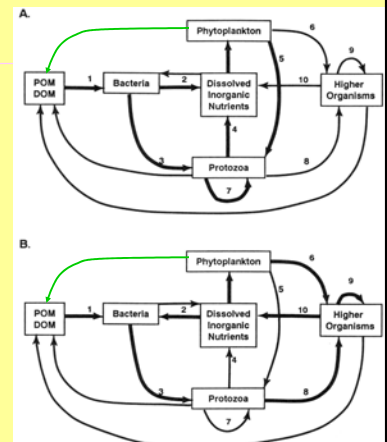 A.
Phytoplankton
6
9
5
POM
DOM
1
Bacteria
2
Dissolved
Inorganic
Nutrients
10
Higher
Organisms
4
3
Protozoa
8
7
B.
Phytoplankton
6
9
5
POM
DOM
1
Bacteria
2
Dissolved
Inorganic
Nutrients
10
Higher
Organisms
4
3
Protozoa
8
7